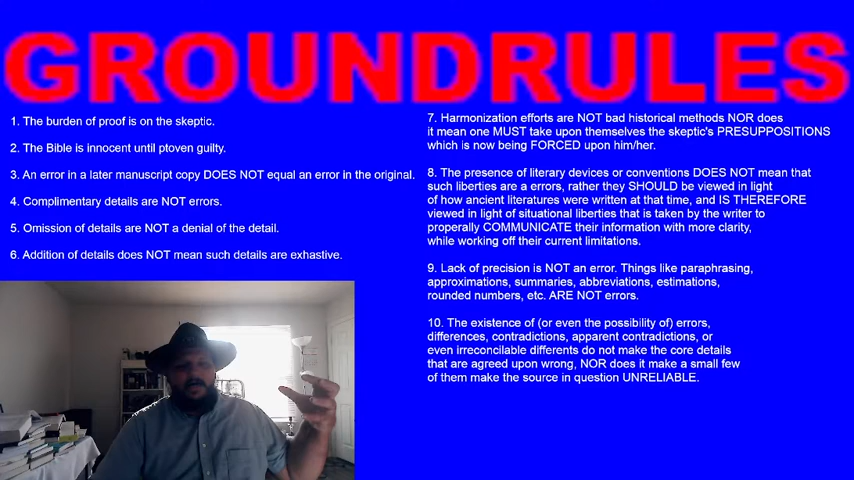 GROUNDRULES
1. The burden of proof is on the skeptic.
2. The Bible is innocent until ptoven guilty.
3. An error in a later manuscript copy DOES NOT equal an error in the original.
4. Complimentary details are NOT errors.
5. Omission of details are NOT a denial of the detail.
6. Addition of details does NOT mean such details are exhastive.
7. Harmonization efforts are NOT bad historical methods NOR does
it mean one MUST take upon themselves the skeptic's PRESUPPOSITIONS
which is now being FORCED upon him/her.
8. The presence of literary devices or conventions DOES NOT mean that
such liberties are a errors, rather they SHOULD be viewed in light
of how ancient literatures were written at that time, and IS THEREFORE
viewed in light of situational liberties that is taken by the writer to
properally COMMUNICATE their information with more clarity,
while working off their current limitations.
9. Lack of precision is NOT an error. Things like paraphrasing,
approximations, summaries, abbreviations, estimations,
rounded numbers, etc. ARE NOT errors.
10. The existence of (or even the possibility of) errors,
differences, contradictions, apparent contradictions, or
even irreconcilable differents do not make the core details
that are agreed upon wrong, NOR does it make a small few
of them make the source in question UNRELIABLE.